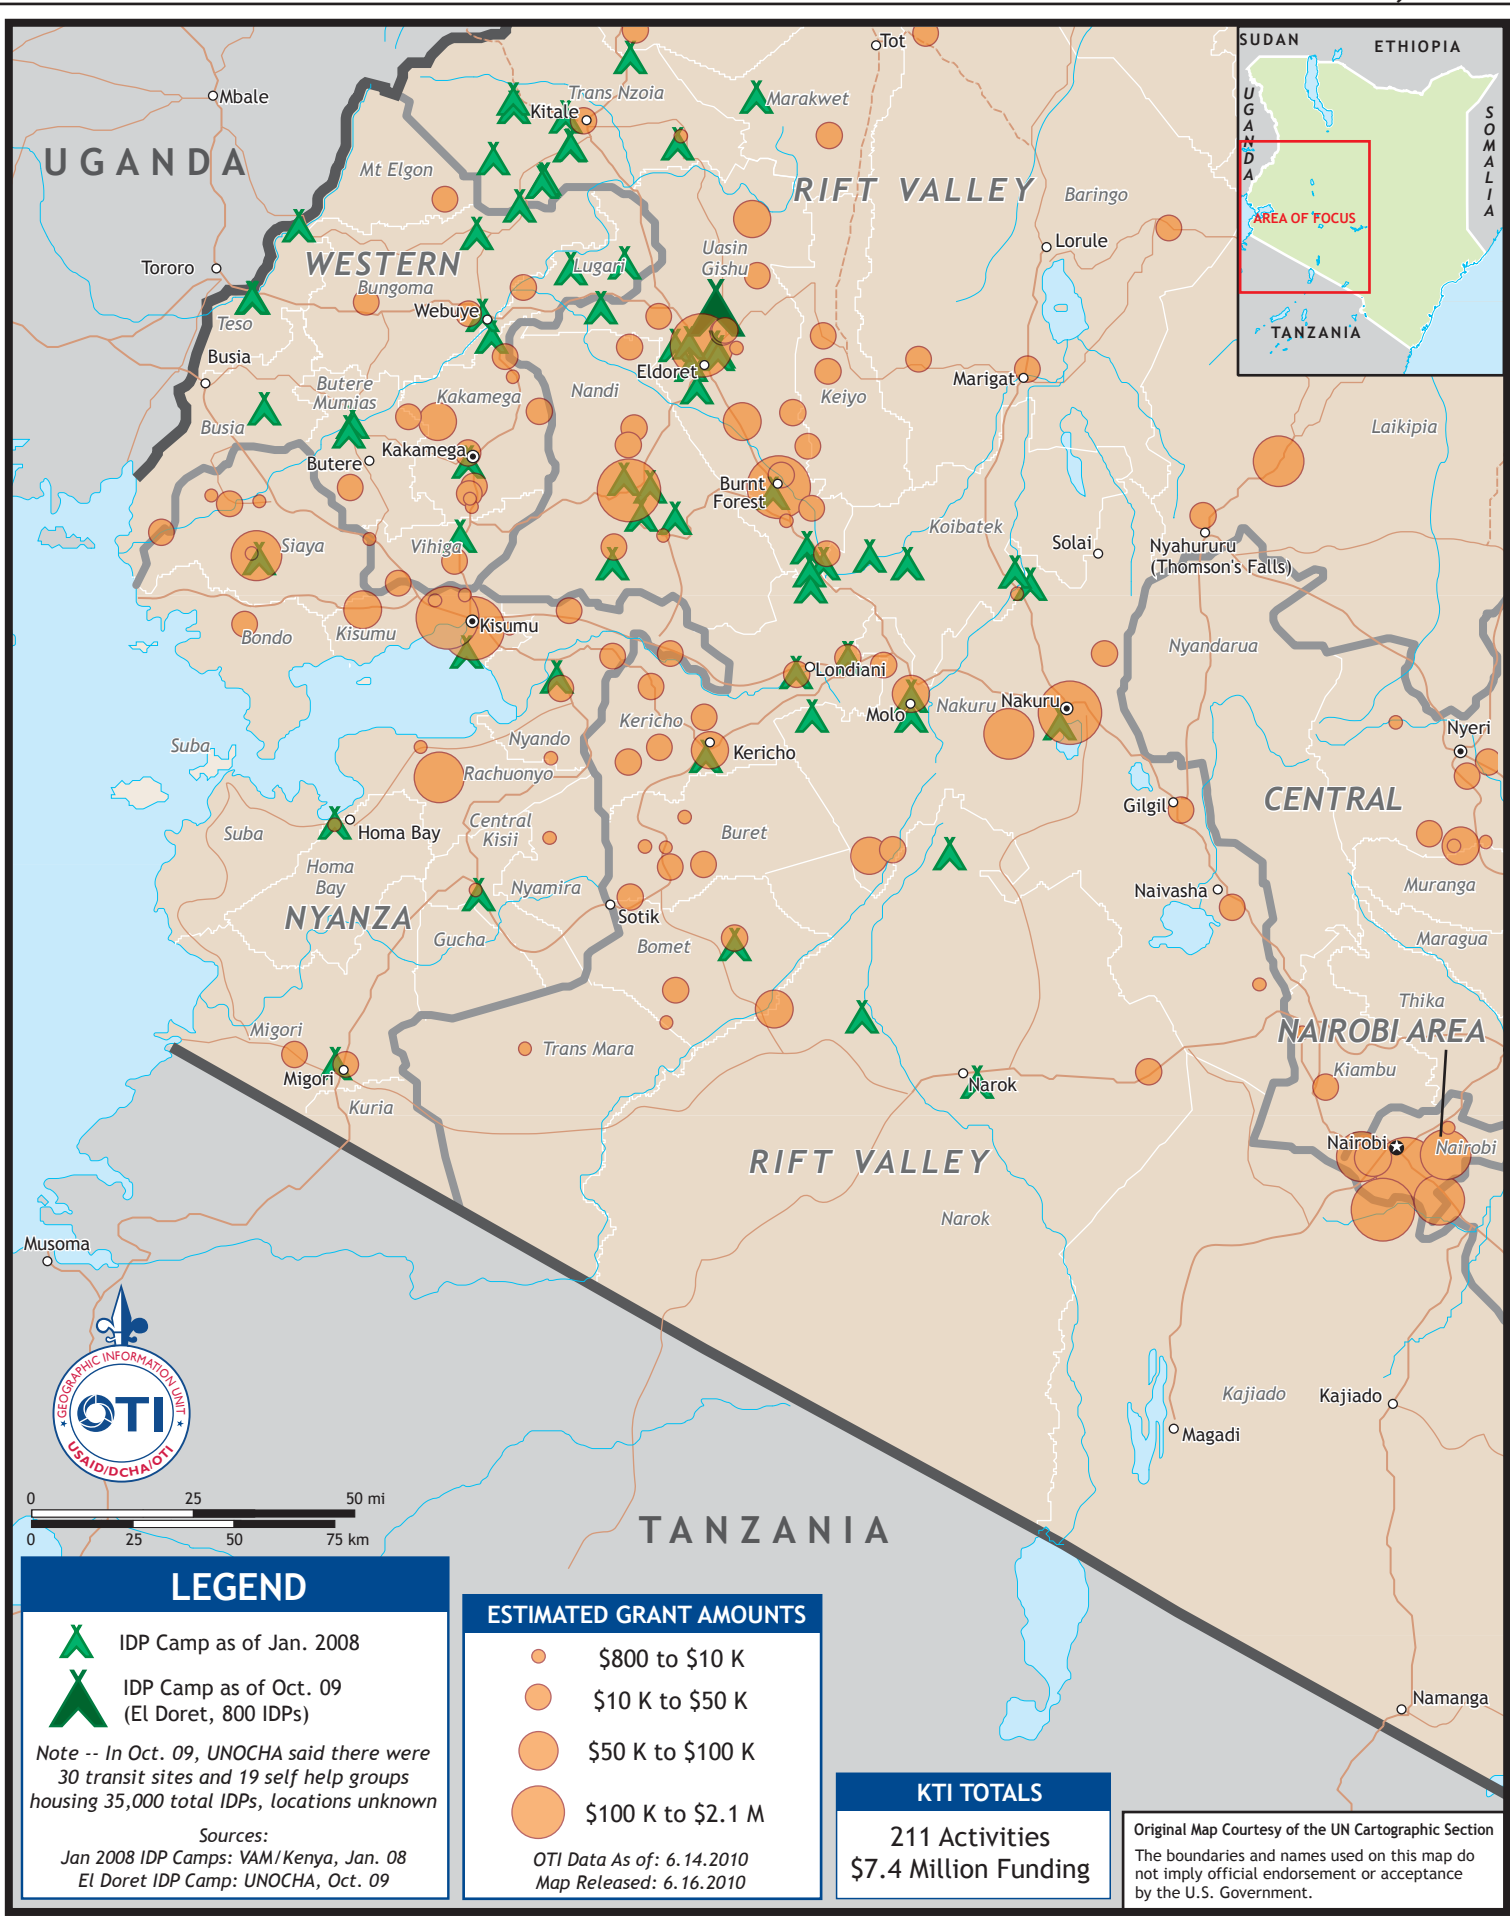 SUDAN
ETHIOPIA
UGANDA
SOMALIA
AREA OF FOCUS
TANZANIA
Tot
Mbale
Trans Nzoia
Marakwet
Kitale
UGANDA
Mt Elgon
RIFT VALLEY
Baringo
Lorule
Uasin
Gishu
WESTERN
Lugari
Tororo
Bungoma
Webuye
Teso
Busia
Eldoret
Marigat
Butere
Mumias
Kakamega
Nandi
Keiyo
Busia
Laikipia
Kakamega
Butere
Burnt
Forest
Koibatek
Solai
Nyahururu
(Thomson's Falls)
Siaya
Vihiga
Kisumu
Bondo
Kisumu
Nyandarua
Londiani
Nakuru
Nakuru
Molo
Kericho
Nyeri
Suba
Nyando
Kericho
Rachuonyo
Gilgil
CENTRAL
Suba
Homa Bay
Central
Kisii
Buret
Homa
Bay
Nyamira
Naivasha
Muranga
NYANZA
Sotik
Gucha
Bomet
Maragua
Thika
Migori
NAIROBI AREA
Trans Mara
Kiambu
Migori
Narok
Kuria
Nairobi
Nairobi
RIFT VALLEY
Narok
Musoma
GEOGRAPHIC INFORMATION UNIT
OTI
USAID/DCHA/OTI
Kajiado
Kajiado
Magadi
0 25 50 mi
0 25 50 75 km
TANZANIA
Namanga
LEGEND
IDP Camp as of Jan. 2008
IDP Camp as of Oct. 09
(El Doret, 800 IDPs)
Note -- In Oct. 09, UNOCHA said there were
30 transit sites and 19 self help groups
housing 35,000 total IDPs, locations unknown
Sources:
Jan 2008 IDP Camps: VAM/Kenya, Jan. 08
El Doret IDP Camp: UNOCHA, Oct. 09
ESTIMATED GRANT AMOUNTS
$800 to $10 K
$10 K to $50 K
$50 K to $100 K
$100 K to $2.1 M
OTI Data As of: 6.14.2010
Map Released: 6.16.2010
KTI TOTALS
211 Activities
$7.4 Million Funding
Original Map Courtesy of the UN Cartographic Section
The boundaries and names used on this map do
not imply official endorsement or acceptance
by the U.S. Government.